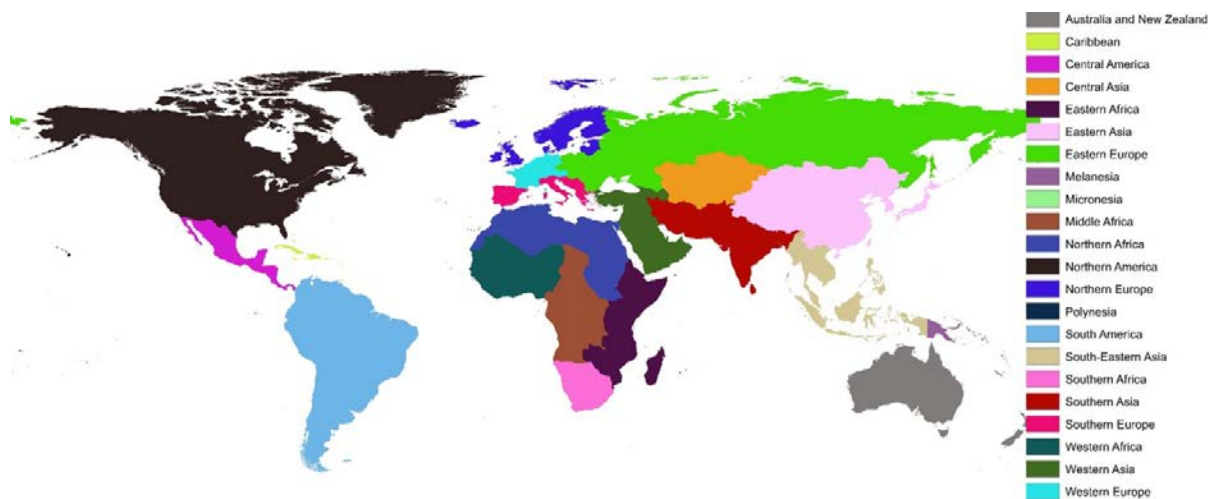 Australia and New Zealand
Caribbean
Central America
Central Asia
Eastern Africa
Eastern Asia
Eastern Europe
Melanesia
Micronesia
Middle Africa
Northern Africa
Northern America
Northern Europe
Polynesia
South America
South-Eastern Asia
Southern Africa
Southern Asia
Southern Europe
Western Africa
Western Asia
Western Europe